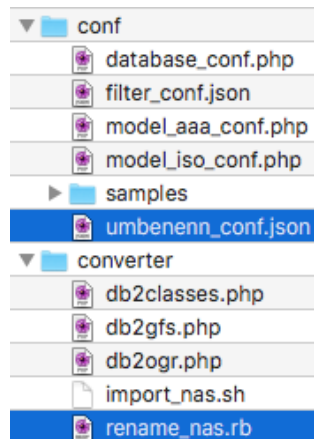 conf
database_conf.php
filter_conf.json
model_aaa_conf.php
model_iso_conf.php
samples
umbenenn_conf.json
converter
db2classes.php
db2gfs.php
db2ogr.php
import_nas.sh
rename_nas.rb